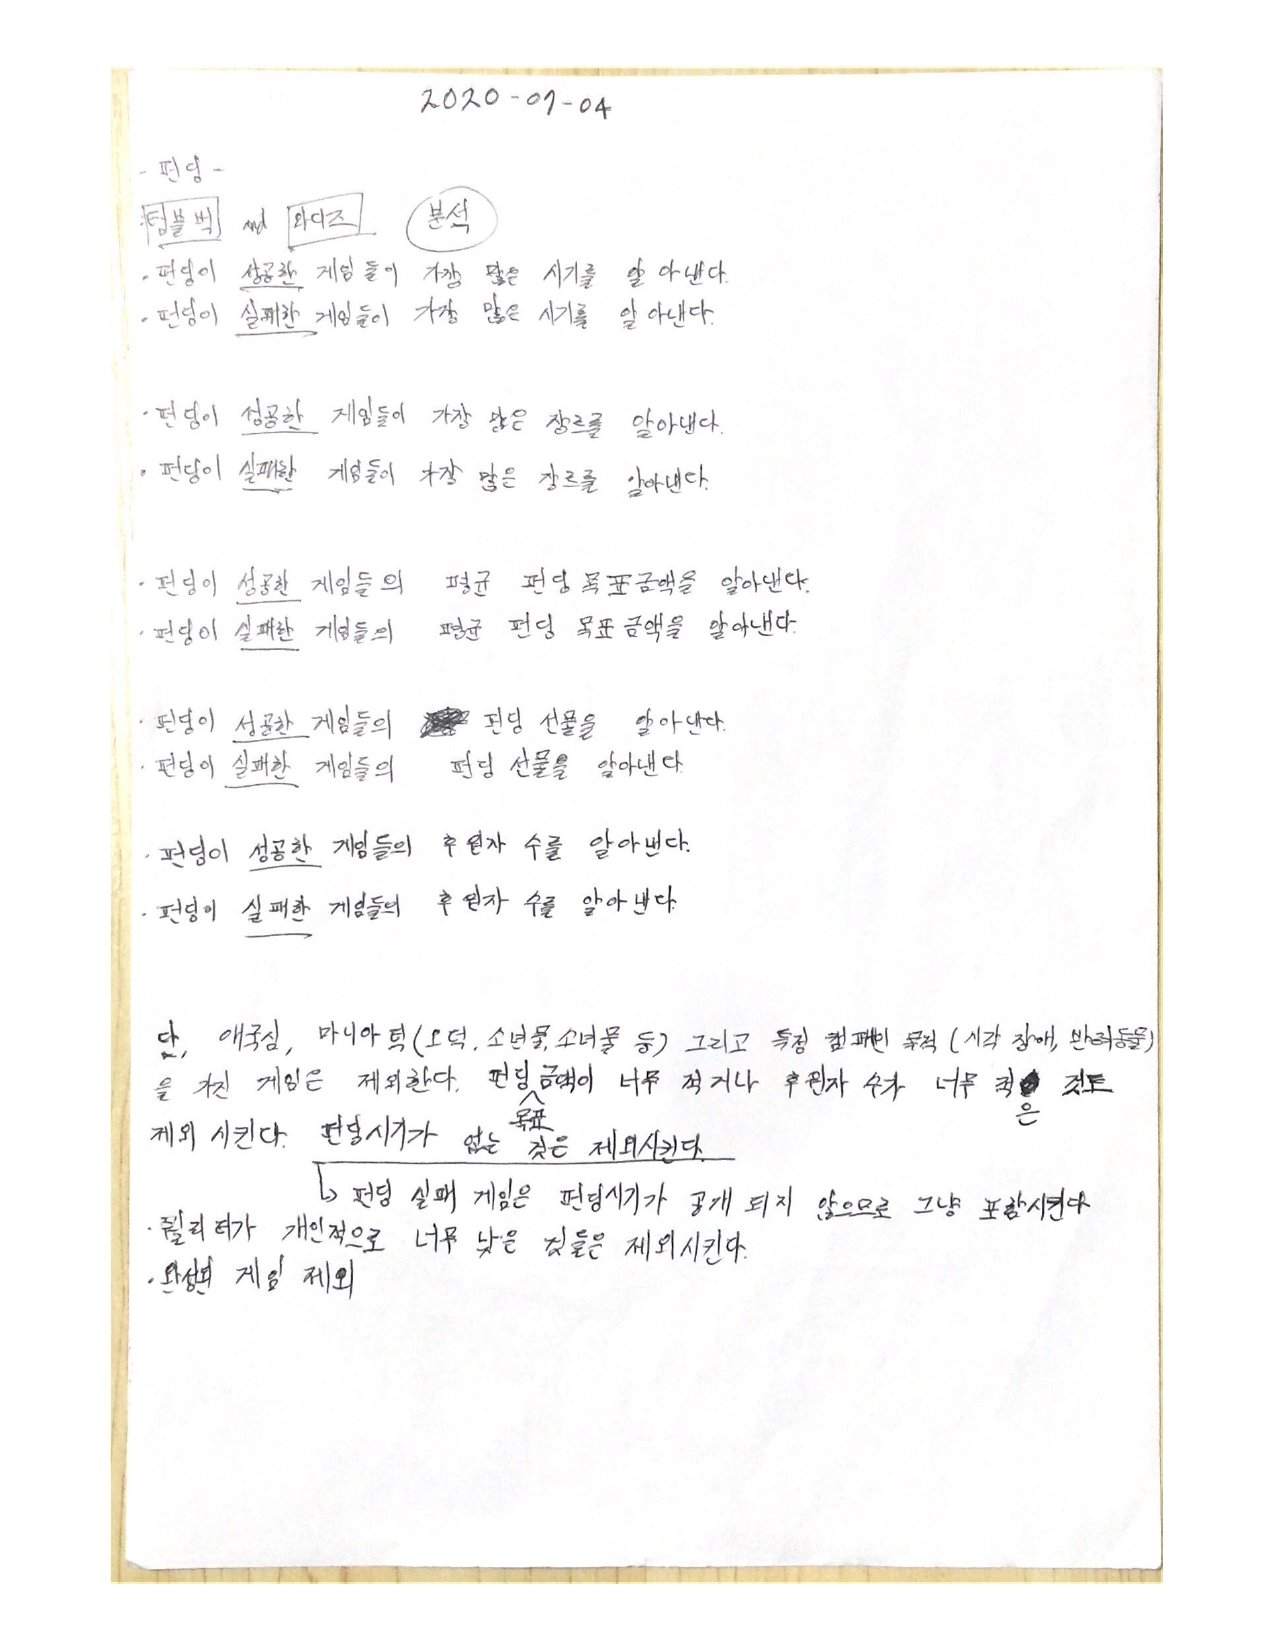 2020-07-04
- 펀딩 -
텀블벅 and 와디즈 분석
· 펀딩이 성공한 게임들이 가장 많은 시기를 알아낸다.
· 펀딩이 실패한 게임들이 가장 많은 시기를 알아낸다.
· 펀딩이 성공한 게임들이 가장 많은 장르를 알아낸다.
· 펀딩이 실패한 게임들이 가장 많은 장르를 알아낸다.
· 펀딩이 성공한 게임들의 평균 펀딩 목표금액을 알아낸다.
· 펀딩이 실패한 게임들의 평균 펀딩 목표금액을 알아낸다.
· 펀딩이 성공한 게임들의 펀딩 선물을 알아낸다.
· 펀딩이 실패한 게임들의 펀딩 선물을 알아낸다
· 펀딩이 성공한 게임들의 후원자 수를 알아낸다.
· 펀딩이 실패한 게임들의 후원자 수를 알아낸다.
단, 애국심, 마니아틱(오덕, 소년물, 소녀물 등) 그리고 특정 캠페인 목적 (시각 장애, 반려동물)
을 가진 게임은 제외한다. 펀딩 목표 금액이 너무 적거나 후원자 수가 너무 적은 것도
제외 시킨다. 펀딩시기가 없는 것은 제외시킨다.
↳ 펀딩 실패 게임은 펀딩시기가 공개 되지 않으므로 그냥 포함시킨다
· 퀄리터가 개인적으로 너무 낮은 것들은 제외시킨다.
· 완성된 게임 제외